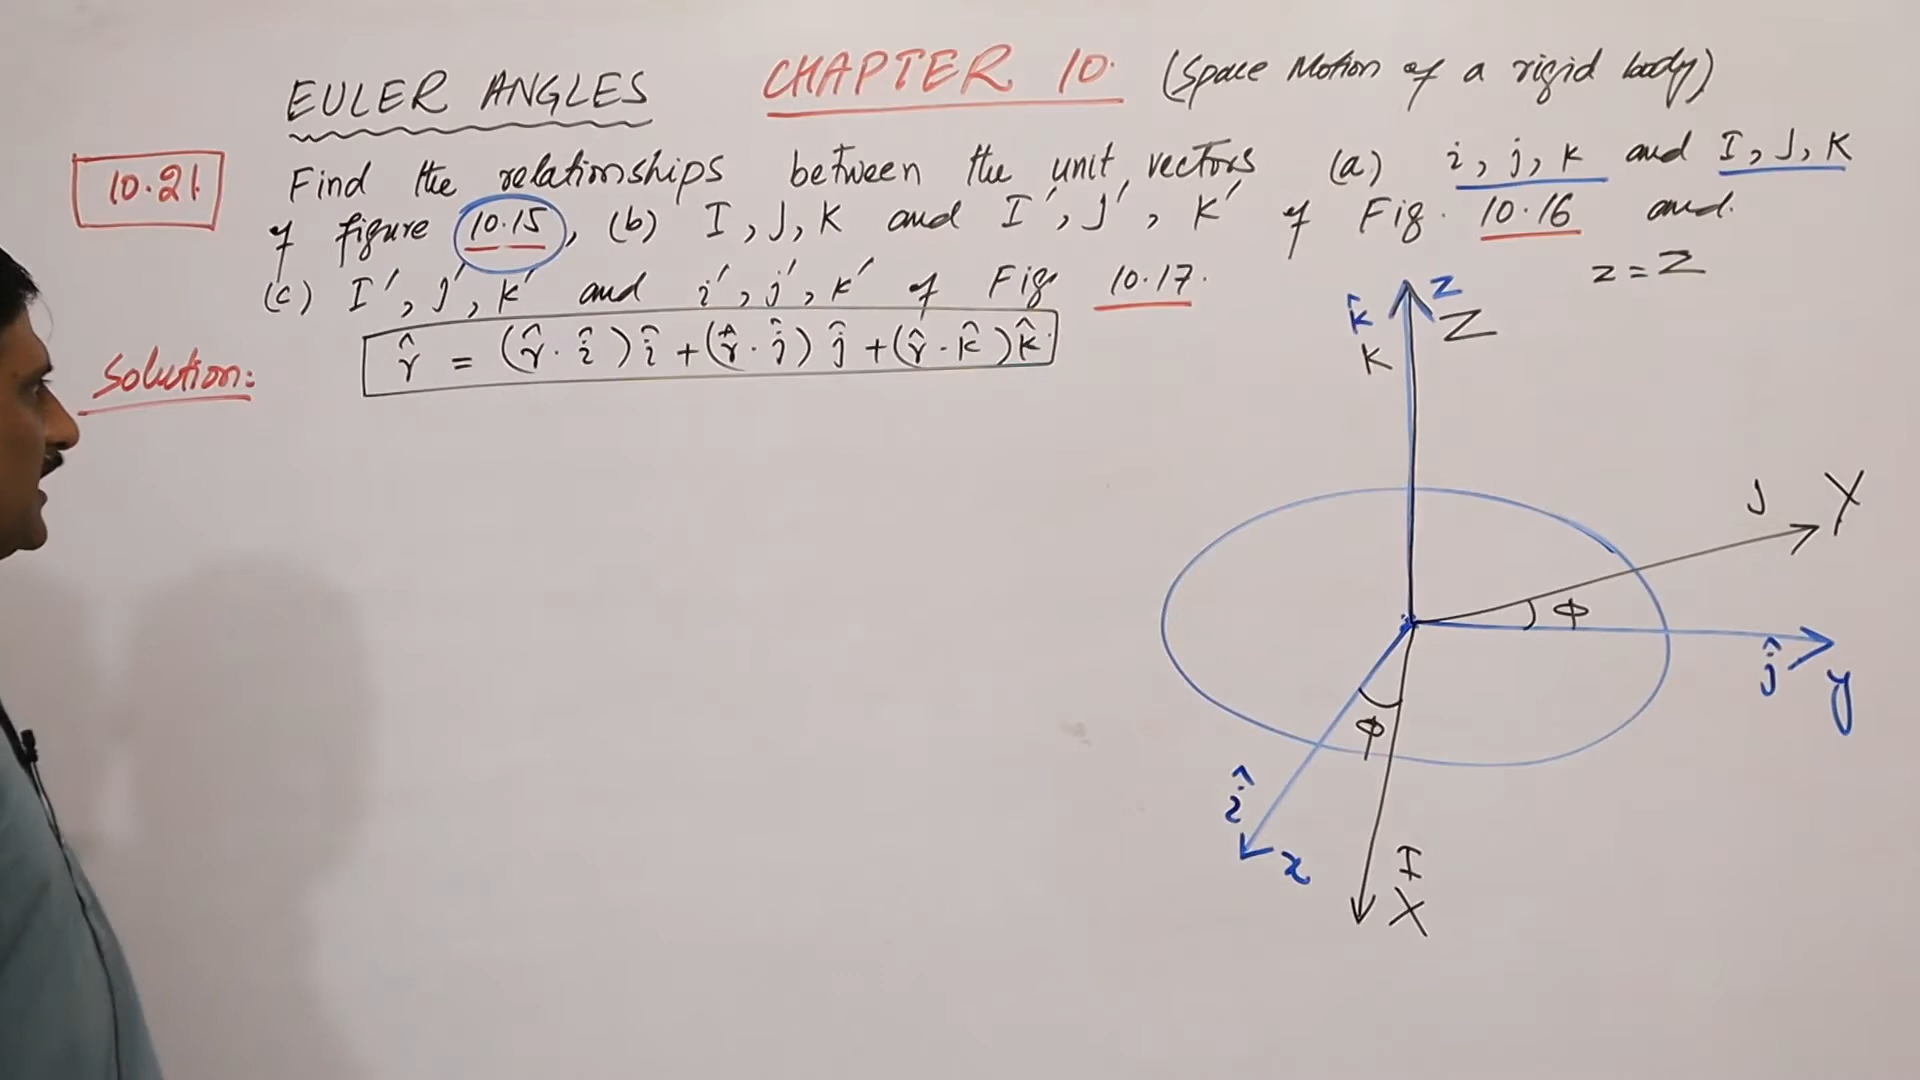 EULER ANGLES CHAPTER 10. (Space Motion of a rigid body)
10.21. Find the relationships between the unit vectors (a) i, j, k and I, J, K
of figure 10.15, (b) I, J, K and I', J', K' of Fig. 10.16 and.
(c) I', J', K' and i', j', k' of Fig 10.17.
z = Z
Solution: r̂ = (r̂·î)î + (r̂·ĵ)ĵ + (r̂·k̂)k̂.
k̂ z
K Z
J Y
ϕ
ĵ y
ϕ
î x
I
X